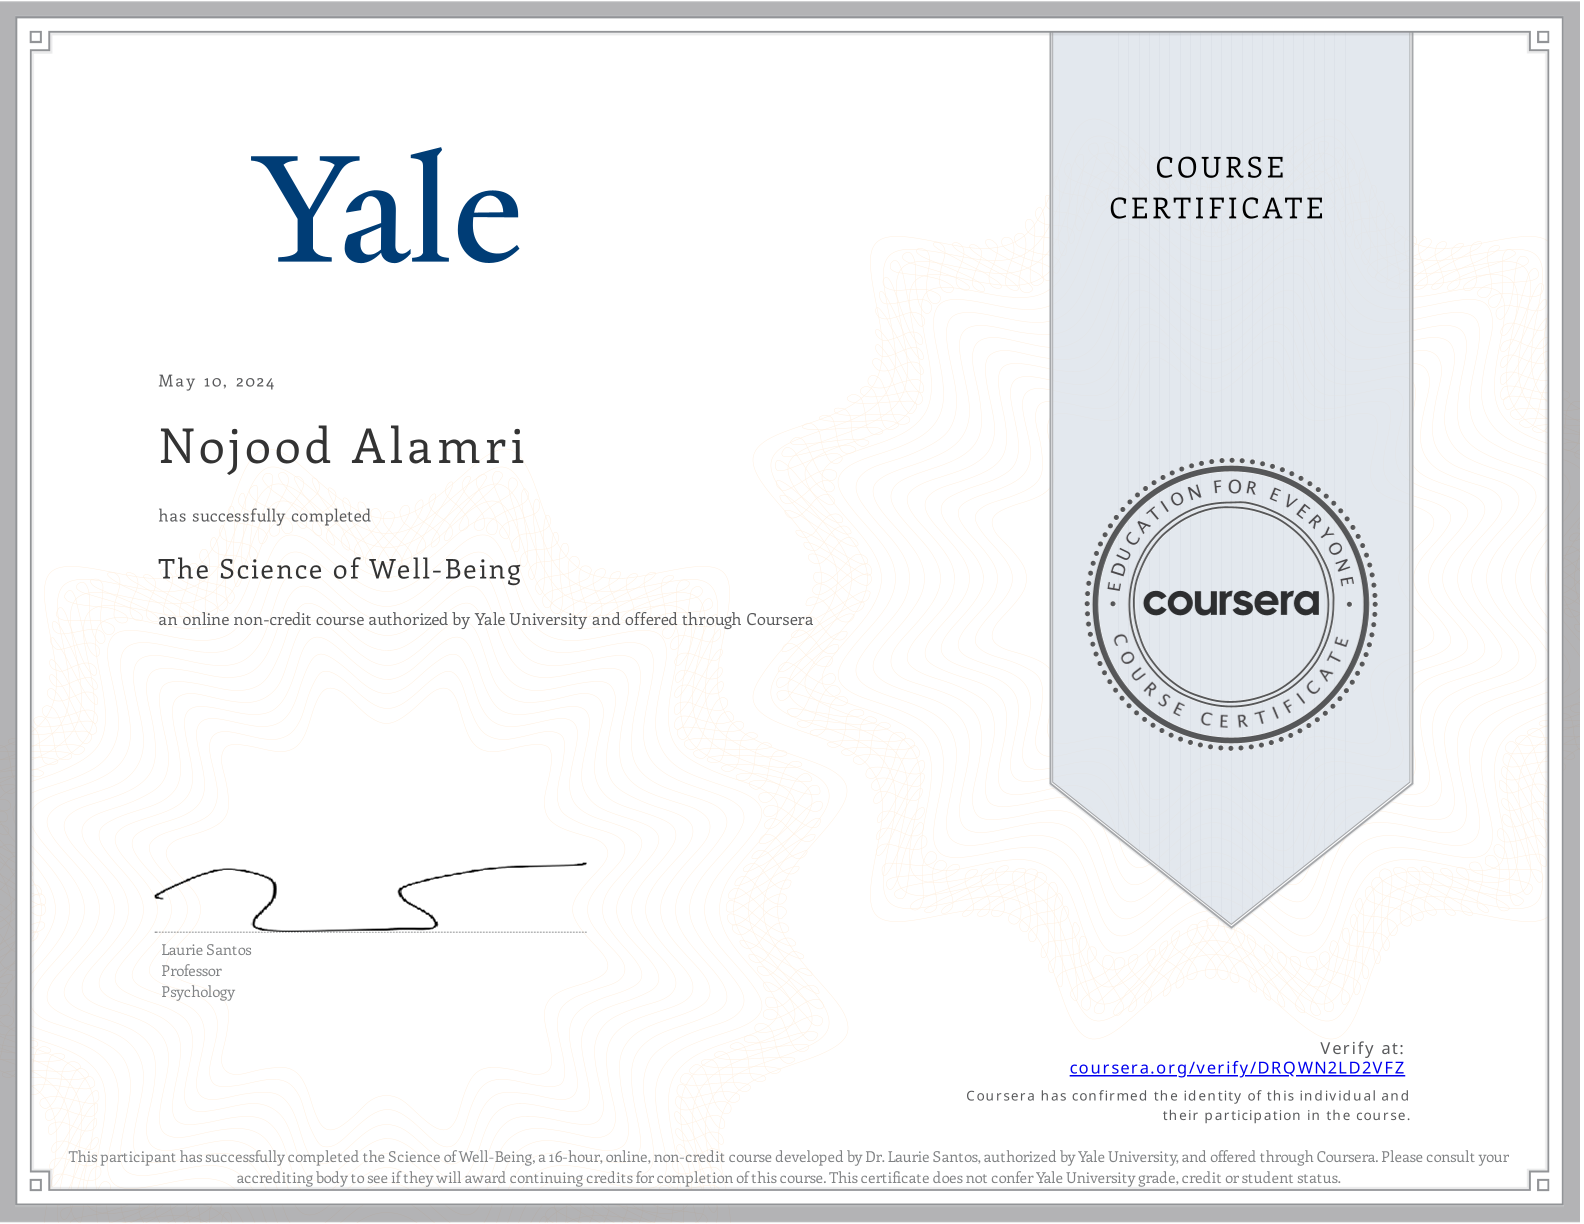 Yale
COURSE
CERTIFICATE
May 10, 2024
Nojood Alamri
has successfully completed
The Science of Well-Being
an online non-credit course authorized by Yale University and offered through Coursera
EDUCATION FOR EVERYONE
coursera
COURSE CERTIFICATE
Laurie Santos
Professor
Psychology
Verify at:
coursera.org/verify/DRQWN2LD2VFZ
Coursera has confirmed the identity of this individual and
their participation in the course.
This participant has successfully completed the Science of Well-Being, a 16-hour, online, non-credit course developed by Dr. Laurie Santos, authorized by Yale University, and offered through Coursera. Please consult your
accrediting body to see if they will award continuing credits for completion of this course. This certificate does not confer Yale University grade, credit or student status.